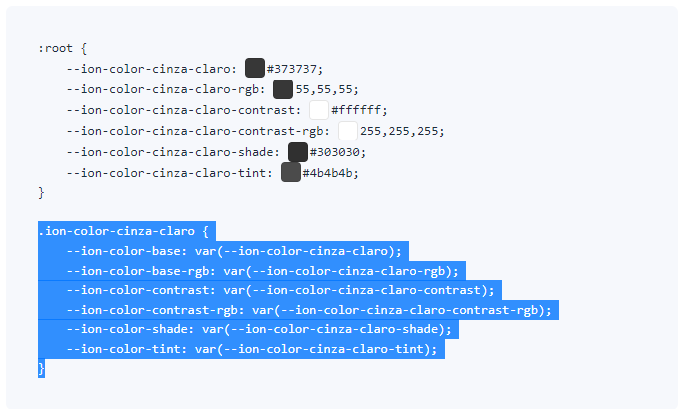 :root {
    --ion-color-cinza-claro: #373737;
    --ion-color-cinza-claro-rgb: 55,55,55;
    --ion-color-cinza-claro-contrast: #ffffff;
    --ion-color-cinza-claro-contrast-rgb: 255,255,255;
    --ion-color-cinza-claro-shade: #303030;
    --ion-color-cinza-claro-tint: #4b4b4b;
}

.ion-color-cinza-claro {
    --ion-color-base: var(--ion-color-cinza-claro);
    --ion-color-base-rgb: var(--ion-color-cinza-claro-rgb);
    --ion-color-contrast: var(--ion-color-cinza-claro-contrast);
    --ion-color-contrast-rgb: var(--ion-color-cinza-claro-contrast-rgb);
    --ion-color-shade: var(--ion-color-cinza-claro-shade);
    --ion-color-tint: var(--ion-color-cinza-claro-tint);
}